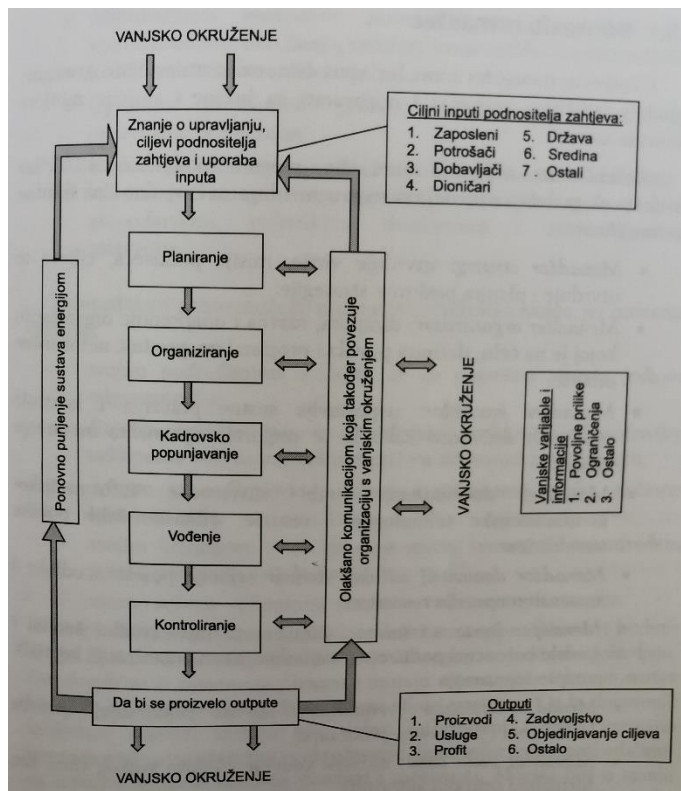 VANJSKO OKRUŽENJE
Znanje o upravljanju,
ciljevi podnositelja
zahtjeva i uporaba
inputa
Ciljni inputi podnositelja zahtjeva:
1. Zaposleni
2. Potrošači
3. Dobavljači
4. Dioničari
5. Država
6. Sredina
7. Ostali
Planiranje
Organiziranje
Kadrovsko
popunjavanje
Vođenje
Kontroliranje
Ponovno punjenje sustava energijom
Olakšano komunikacijom koja također povezuje
organizaciju s vanjskim okruženjem
VANJSKO OKRUŽENJE
Vanjske varijable i
informacije
1. Povoljne prilike
2. Ograničenja
3. Ostalo
Da bi se proizvelo outpute
Outputi
1. Proizvodi
2. Usluge
3. Profit
4. Zadovoljstvo
5. Objedinjavanje ciljeva
6. Ostalo
VANJSKO OKRUŽENJE